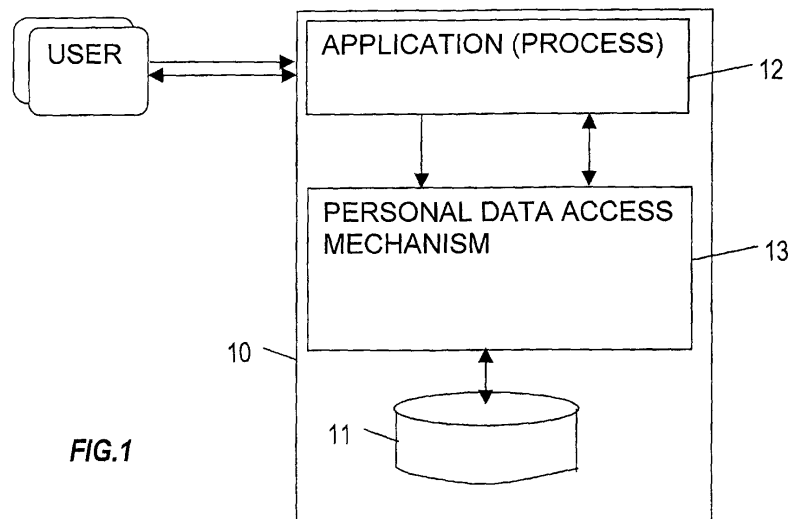 USER
APPLICATION (PROCESS)
12
PERSONAL DATA ACCESS
MECHANISM
13
10
11
FIG.1